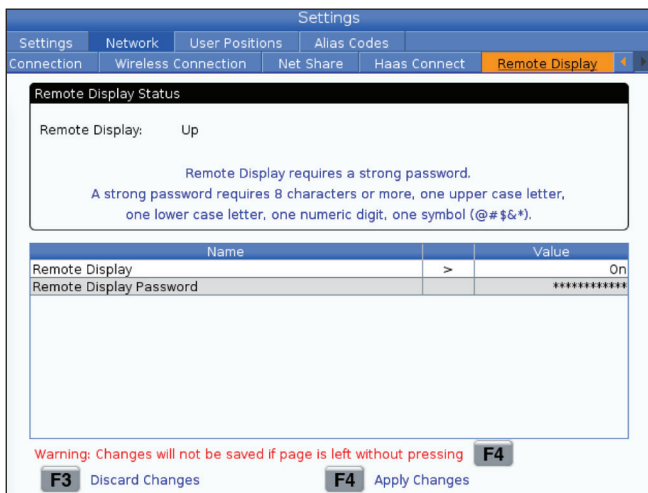 Settings
Settings Network User Positions Alias Codes
Connection Wireless Connection Net Share Haas Connect Remote Display
Remote Display Status
Remote Display: Up
Remote Display requires a strong password.
A strong password requires 8 characters or more, one upper case letter,
one lower case letter, one numeric digit, one symbol (@#$&*).
Name Value
Remote Display > On
Remote Display Password ************
Warning: Changes will not be saved if page is left without pressing F4
F3 Discard Changes F4 Apply Changes